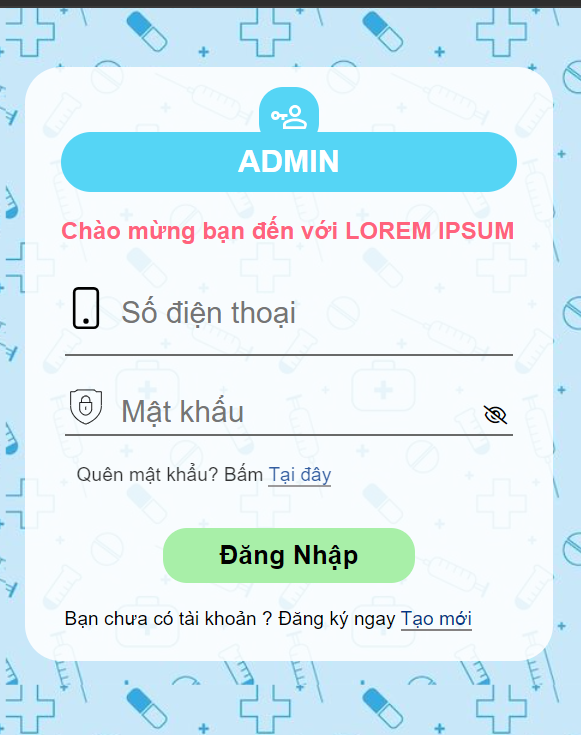 ADMIN
Chào mừng bạn đến với LOREM IPSUM
Số điện thoại
Mật khẩu
Quên mật khẩu? Bấm Tại đây
Đăng Nhập
Bạn chưa có tài khoản ? Đăng ký ngay Tạo mới